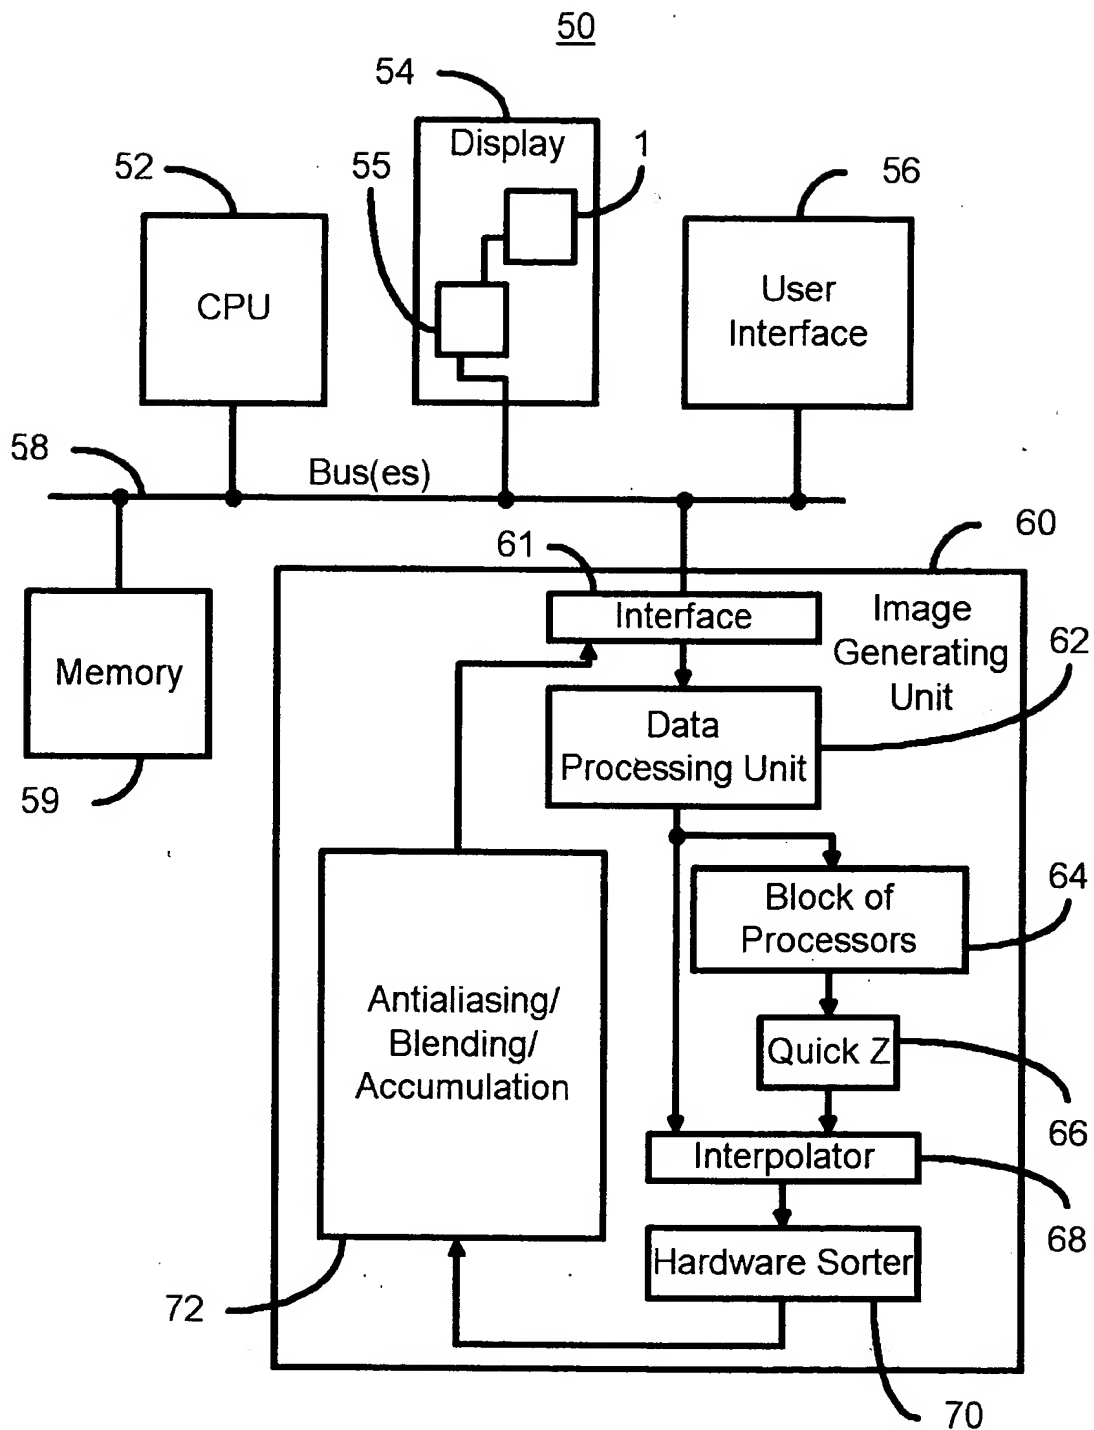 50
54
Display
1
55
52
56
CPU
User
Interface
58
Bus(es)
61
60
Interface
Image
Generating
Unit
62
Memory
Data
Processing Unit
59
64
Block of
Processors
Antialiasing/
Blending/
Accumulation
Quick Z
66
Interpolator
68
Hardware Sorter
72
70